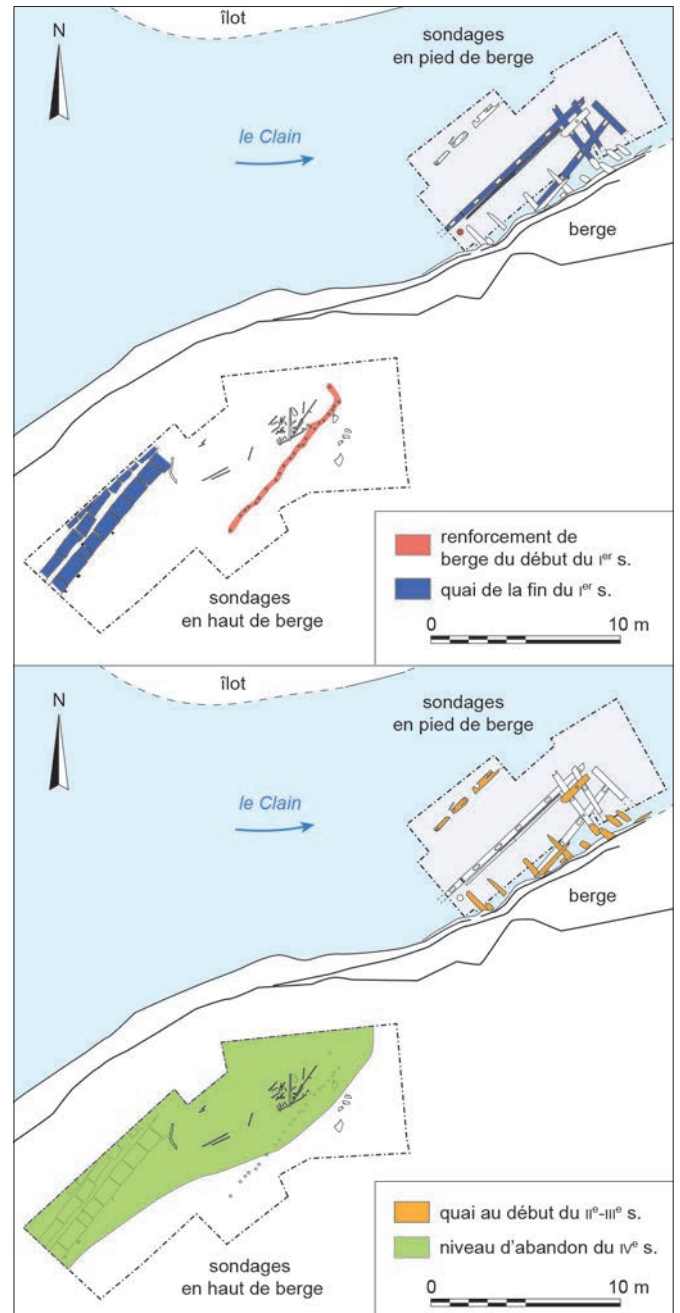 îlot
N
sondages
en pied de berge
le Clain
berge
renforcement de
berge du début du Ier s.
quai de la fin du Ier s.
0 10 m
sondages
en haut de berge
îlot
N
sondages
en pied de berge
le Clain
berge
quai au début du IIe-IIIe s.
niveau d'abandon du IVe s.
0 10 m
sondages
en haut de berge